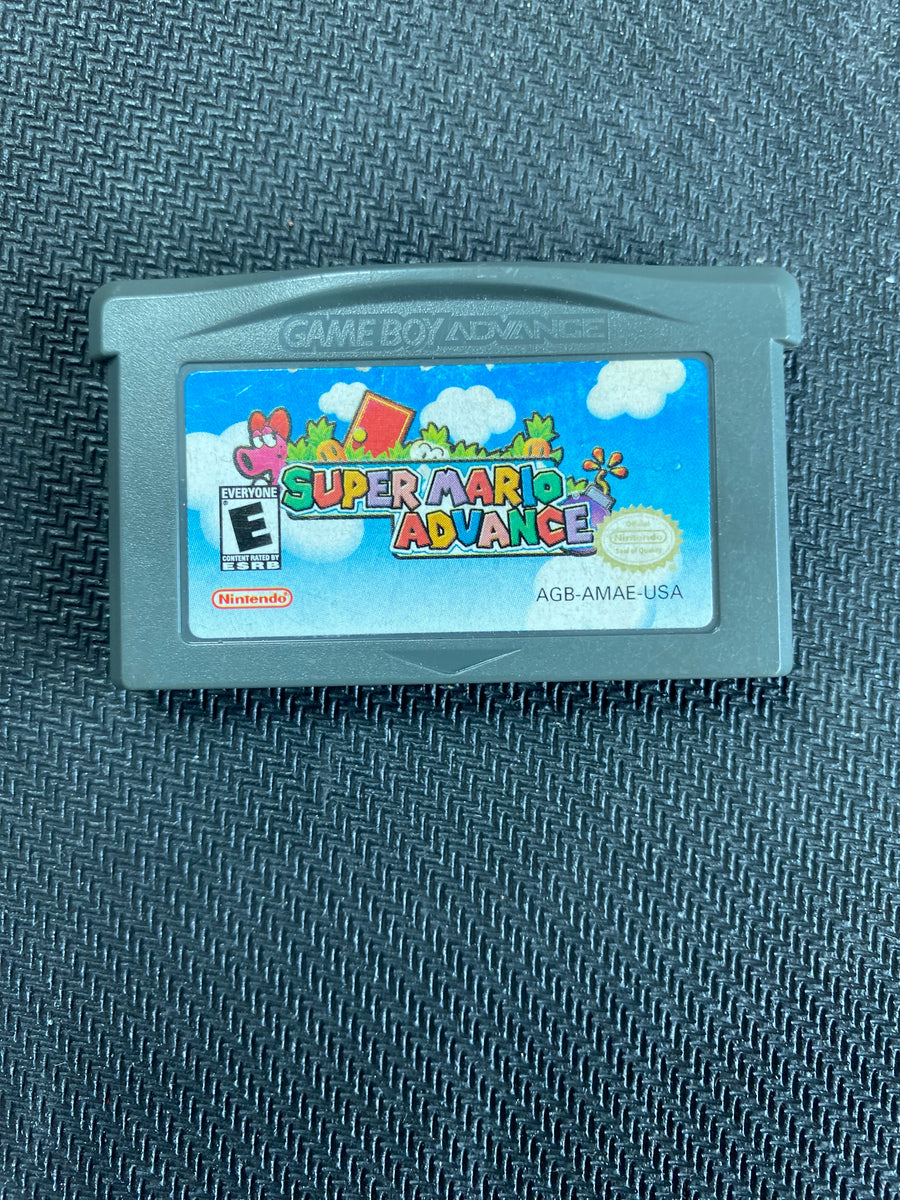 GAME BOY ADVANCE
SUPER MARIO
ADVANCE
EVERYONE
E
CONTENT RATED BY
ESRB
Official
Nintendo
Seal of Quality
Nintendo®
AGB-AMAE-USA